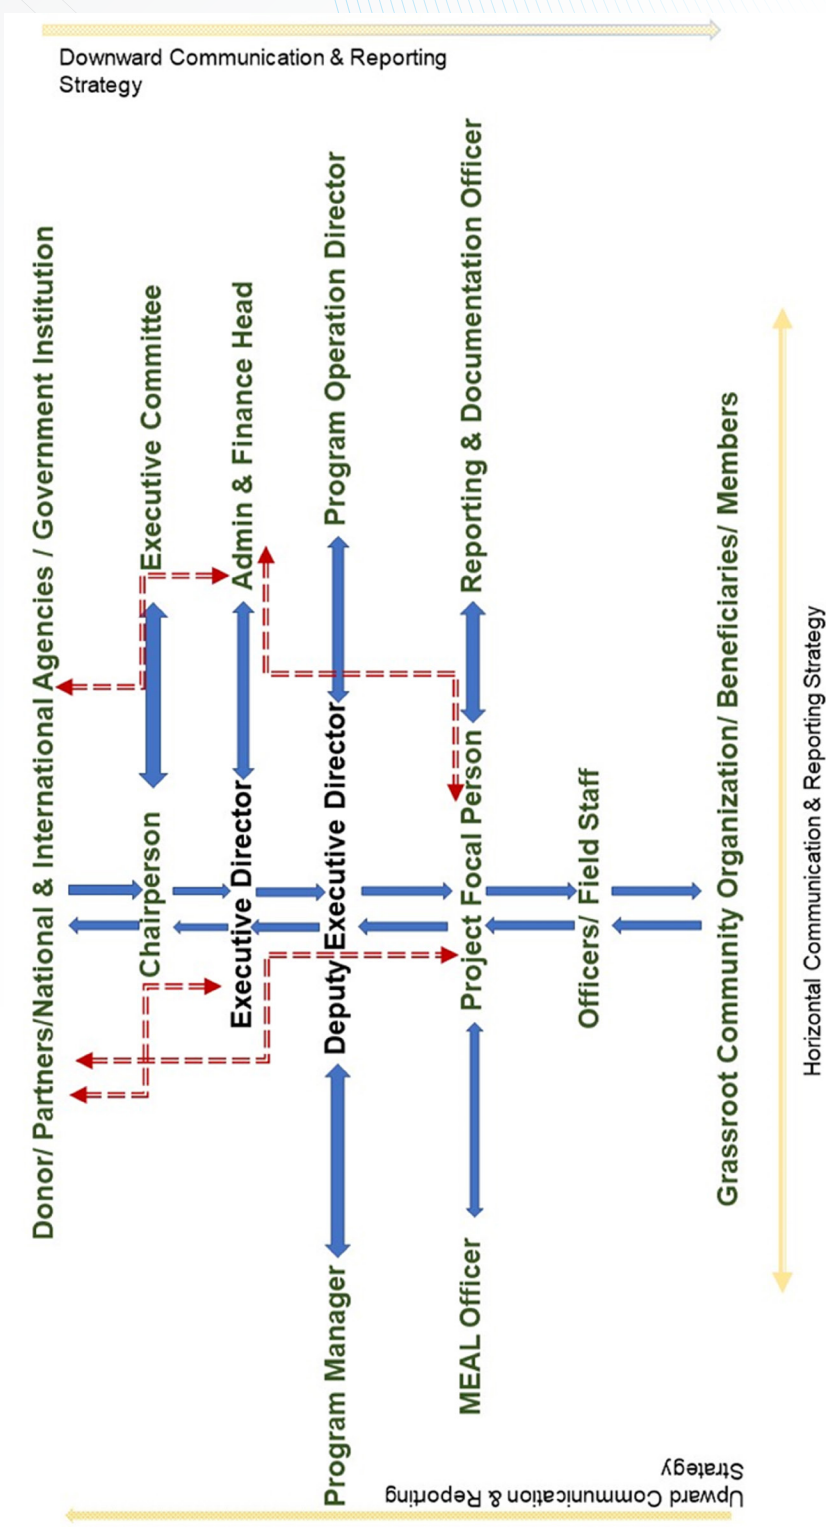 Downward Communication & Reporting
Strategy
Donor/ Partners/National & International Agencies / Government Institution
Chairperson
Executive Committee
Executive Director
Admin & Finance Head
Program Manager
Deputy Executive Director
Program Operation Director
MEAL Officer
Project Focal Person
Reporting & Documentation Officer
Officers/ Field Staff
Grassroot Community Organization/ Beneficiaries/ Members
Horizontal Communication & Reporting Strategy
Upward Communication & Reporting
Strategy